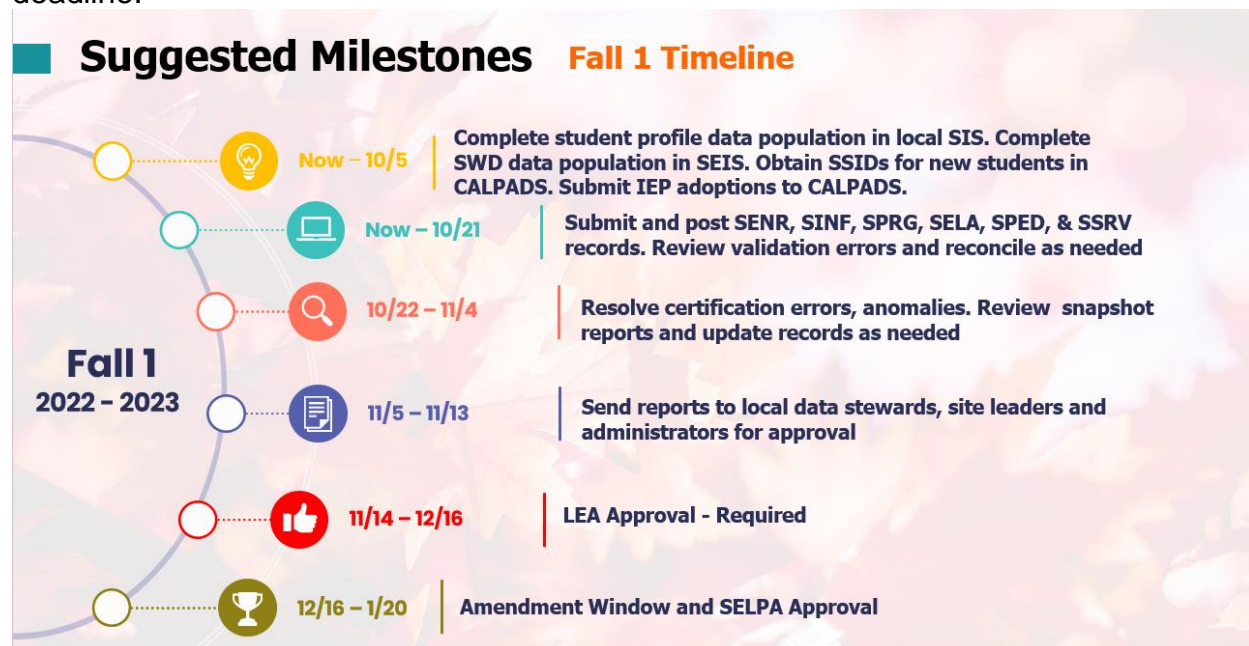 deadline.
Suggested Milestones Fall 1 Timeline
Now – 10/5
Complete student profile data population in local SIS. Complete
SWD data population in SEIS. Obtain SSIDs for new students in
CALPADS. Submit IEP adoptions to CALPADS.
Now – 10/21
Submit and post SENR, SINF, SPRG, SELA, SPED, & SSRV
records. Review validation errors and reconcile as needed
10/22 – 11/4
Resolve certification errors, anomalies. Review snapshot
reports and update records as needed
Fall 1
2022 – 2023
11/5 – 11/13
Send reports to local data stewards, site leaders and
administrators for approval
11/14 – 12/16
LEA Approval - Required
12/16 – 1/20
Amendment Window and SELPA Approval